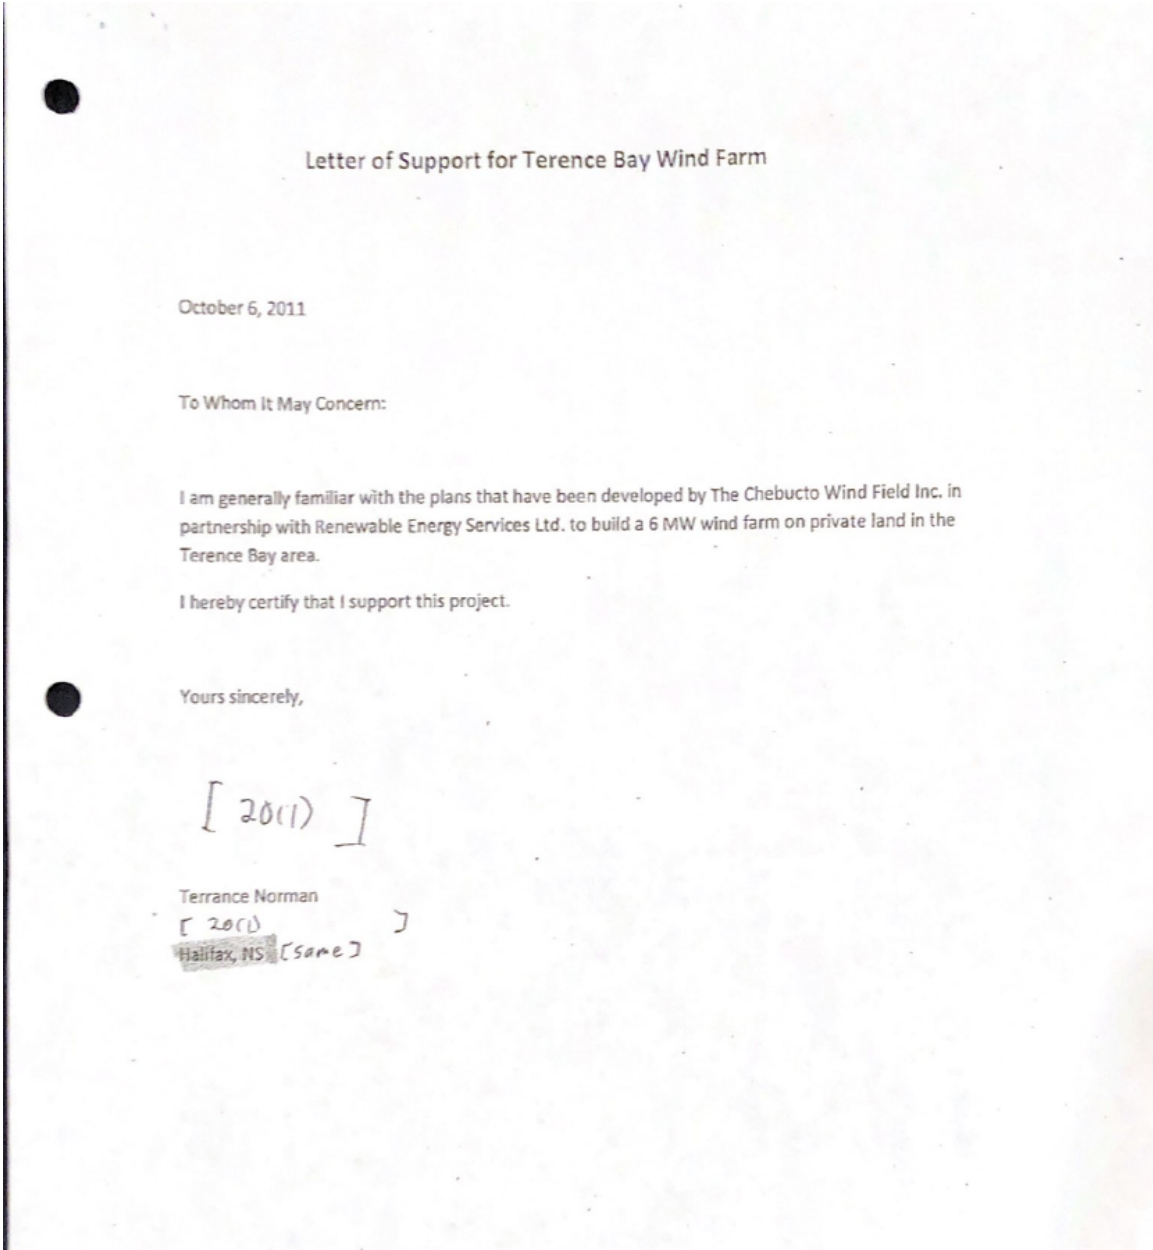 Letter of Support for Terence Bay Wind Farm
October 6, 2011
To Whom It May Concern:
I am generally familiar with the plans that have been developed by The Chebucto Wind Field Inc. in
partnership with Renewable Energy Services Ltd. to build a 6 MW wind farm on private land in the
Terence Bay area.
I hereby certify that I support this project.
Yours sincerely,
[ 20(1) ]
Terrance Norman
[ 20(1) ]
Halifax, NS [same]